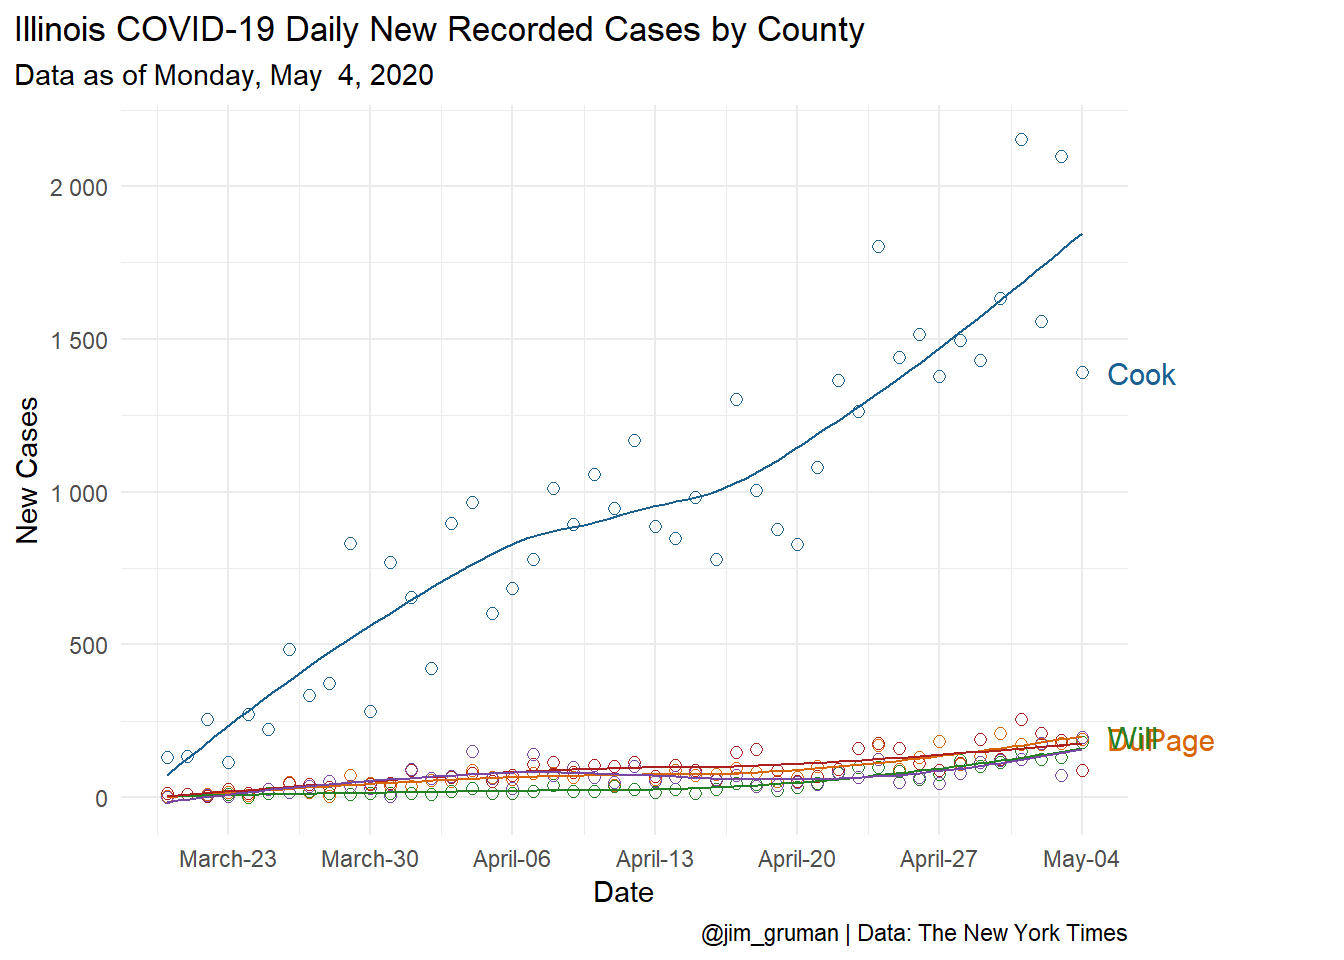 Illinois COVID-19 Daily New Recorded Cases by County
Data as of Monday, May  4, 2020
2 000
1 500
1 000
500
0
New Cases
Cook
Will
DuPage
March-23
March-30
April-06
April-13
April-20
April-27
May-04
Date
@jim_gruman | Data: The New York Times